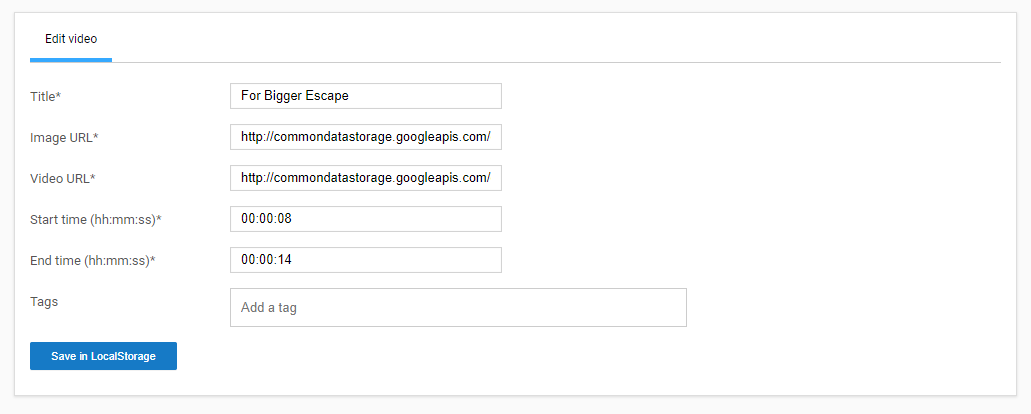 Edit video
Title* For Bigger Escape
Image URL* http://commondatastorage.googleapis.com/
Video URL* http://commondatastorage.googleapis.com/
Start time (hh:mm:ss)* 00:00:08
End time (hh:mm:ss)* 00:00:14
Tags Add a tag
Save in LocalStorage